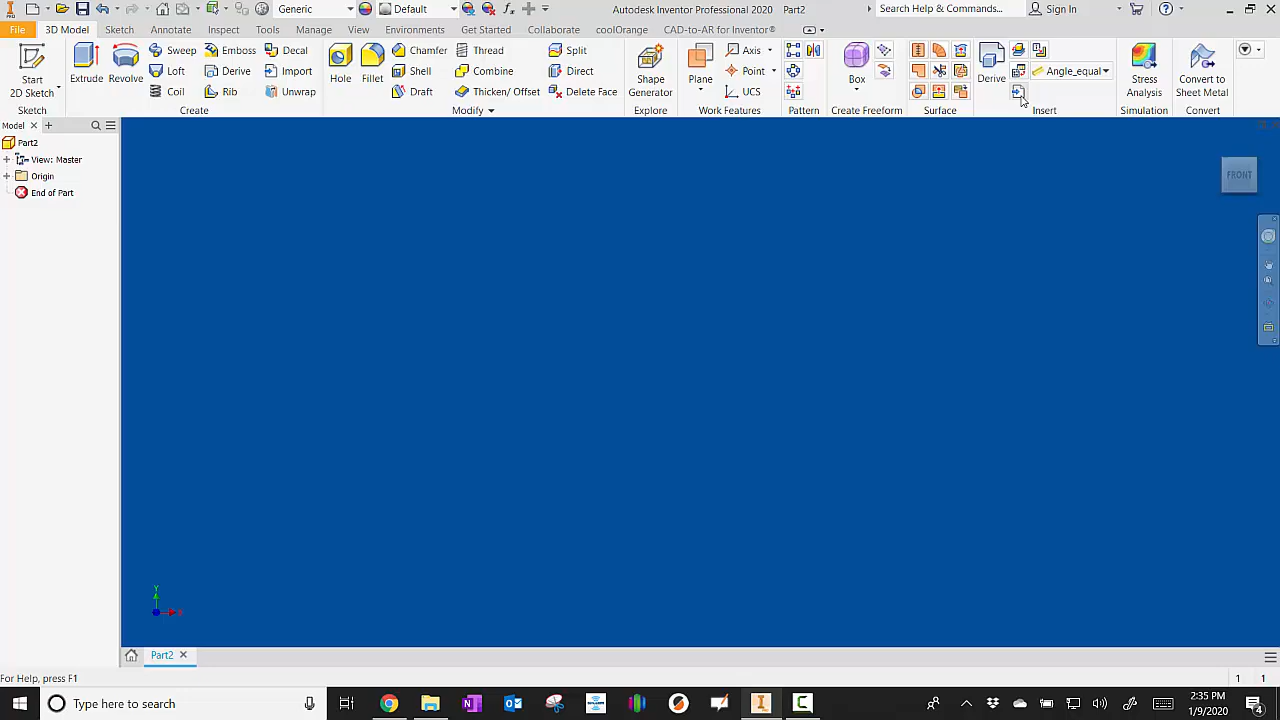 PRO Generic Default Autodesk Inventor Professional 2020 Part2 Search Help & Commands... Sign In
File 3D Model Sketch Annotate Inspect Tools Manage View Environments Get Started Collaborate coolOrange CAD-to-AR for Inventor®
Start 2D Sketch Extrude Revolve Sweep Emboss Decal Hole Fillet Chamfer Thread Split Shape Generator Plane Axis Box Derive Stress Analysis Convert to Sheet Metal
Loft Derive Import Shell Combine Direct Point Angle_equal
Coil Rib Unwrap Draft Thicken/ Offset Delete Face UCS
Sketch Create Modify Explore Work Features Pattern Create Freeform Surface Insert Simulation Convert
Model
Part2
View: Master
Origin
End of Part
FRONT
Y
Part2
For Help, press F1 1 1
Type here to search
2:35 PM
1/9/2020
4